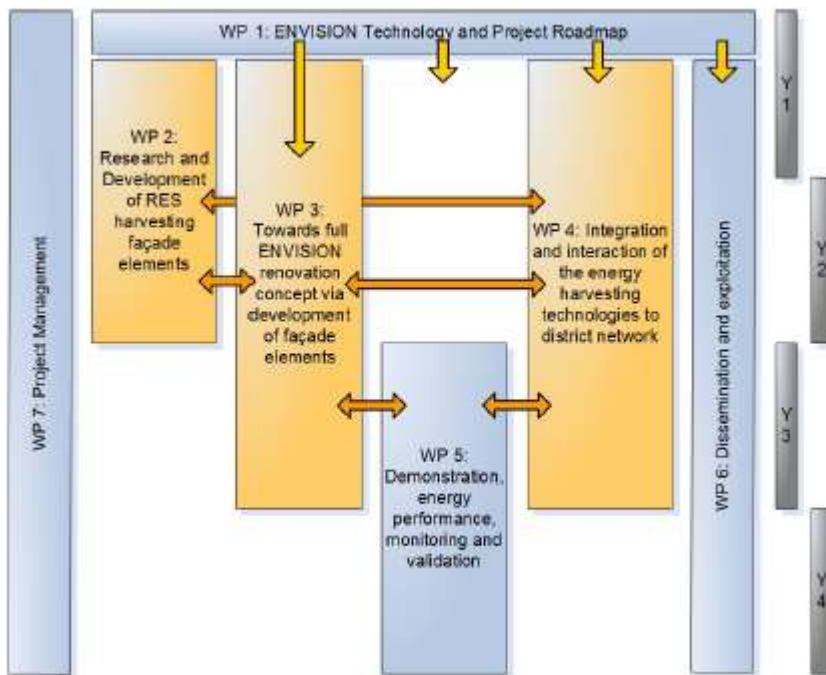 WP 1: ENVISION Technology and Project Roadmap
WP 7: Project Management
WP 2:
Research and
Development
of RES
harvesting
façade
elements
WP 3:
Towards full
ENVISION
renovation
concept via
development
of façade
elements
WP 4: Integration
and interaction of
the energy
harvesting
technologies to
district network
WP 5:
Demonstration,
energy
performance,
monitoring and
validation
WP 6: Dissemination and exploitation
Y
1
Y
2
Y
3
Y
4